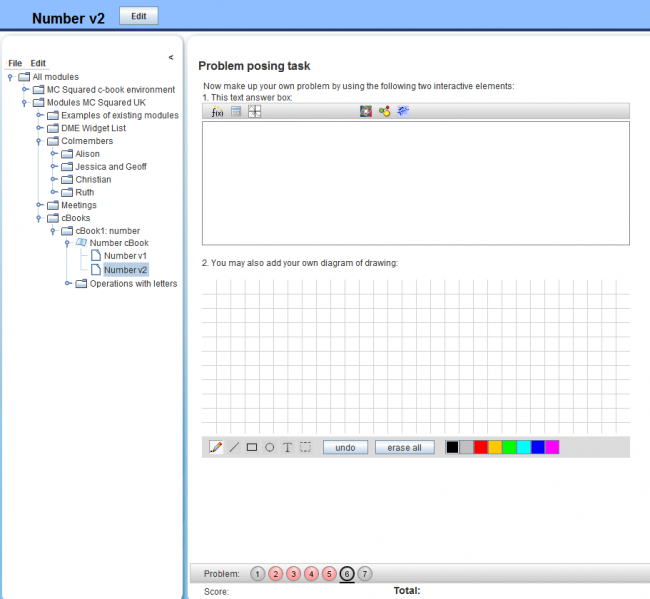 Number v2
Edit
<
File Edit
All modules
MC Squared c-book environment
Modules MC Squared UK
Examples of existing modules
DME Widget List
Colmembers
Alison
Jessica and Geoff
Christian
Ruth
Meetings
cBooks
cBook1: number
Number cBook
Number v1
Number v2
Operations with letters
Problem posing task
Now make up your own problem by using the following two interactive elements:
1. This text answer box:
f(x)
2. You may also add your own diagram of drawing:
T undo erase all
Problem: 1 2 3 4 5 6 7
Score: Total: